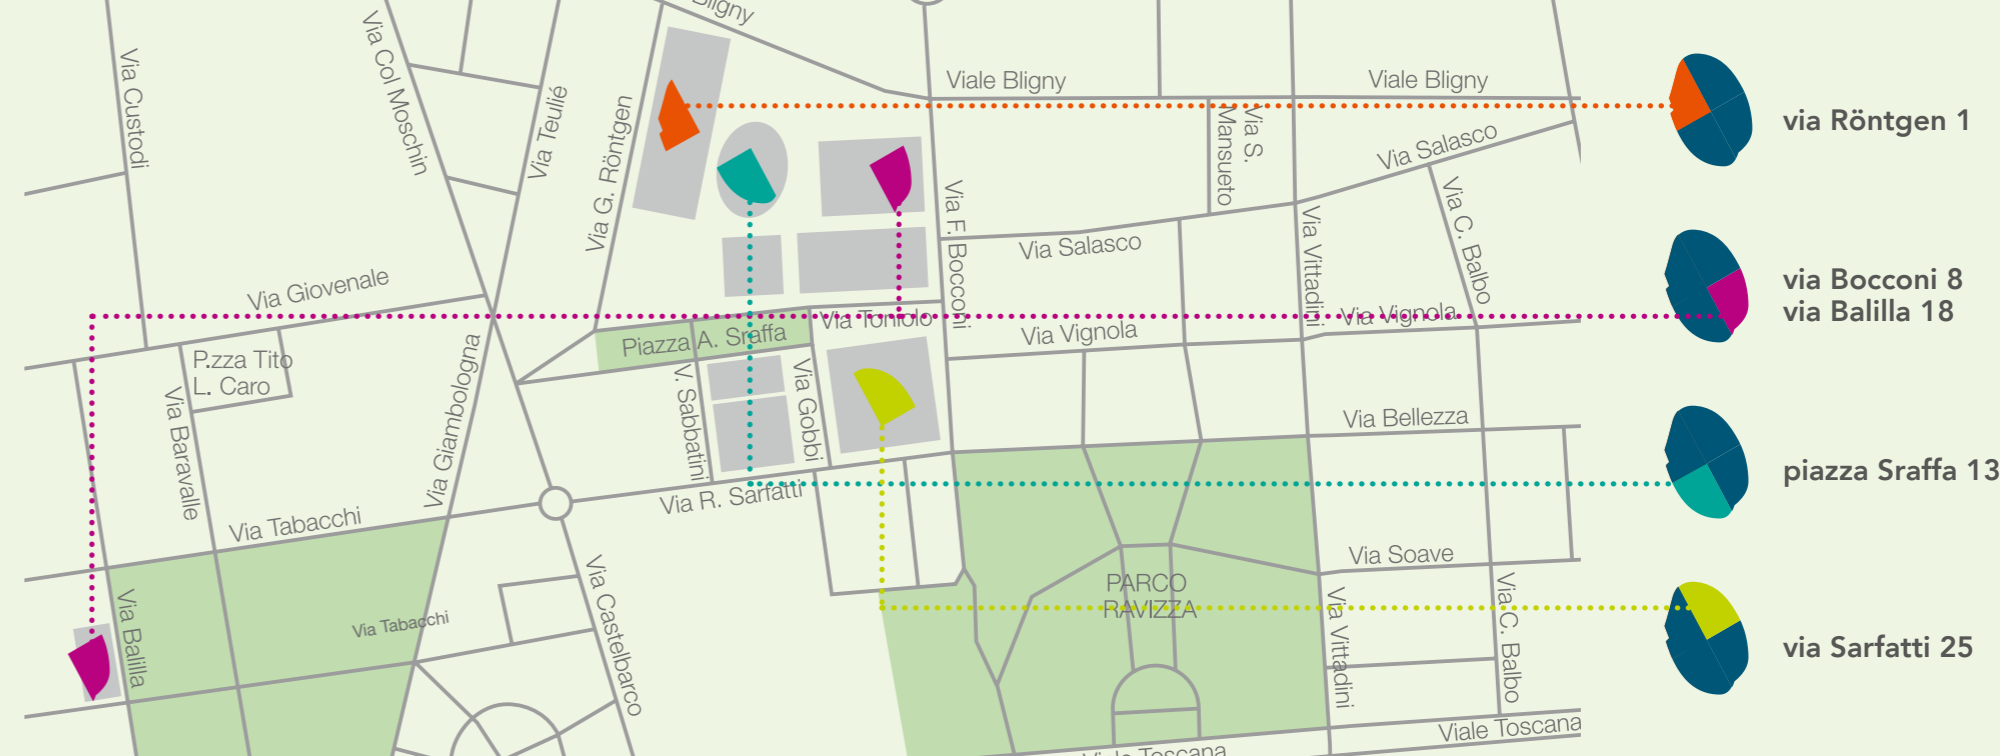 Bligny
Via Custodi
Via Col Moschin
Via Teulié
Via G. Röntgen
Viale Bligny
Viale Bligny
Via S.
Mansueto
Via Salasco
via Röntgen 1
Via F. Bocconi
Via Salasco
Via Vittadini
Via C. Balbo
Via Giovenale
via Bocconi 8
via Balilla 18
Piazza A. Sraffa
Via Toniolo
Via Vignola
Via Vignola
P.zza Tito
L. Caro
Via Baravalle
Via Giambologna
V. Sabbatini
Via Gobbi
Via Bellezza
piazza Sraffa 13
Via Tabacchi
Via R. Sarfatti
Via Soave
PARCO
RAVIZZA
Via Balilla
Via Tabacchi
Via Castelbarco
Via Vittadini
Via C. Balbo
via Sarfatti 25
Viale Toscana
Viale Toscana